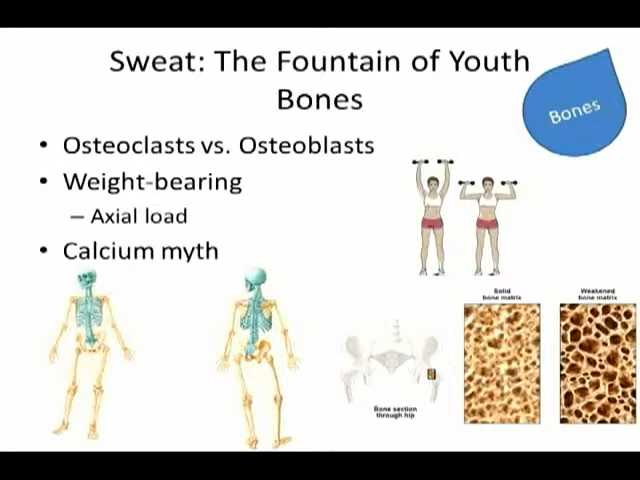 Sweat: The Fountain of Youth
Bones
Bones
• Osteoclasts vs. Osteoblasts
• Weight-bearing
– Axial load
• Calcium myth
Solid
bone matrix
Weakened
bone matrix
Bone section
through hip